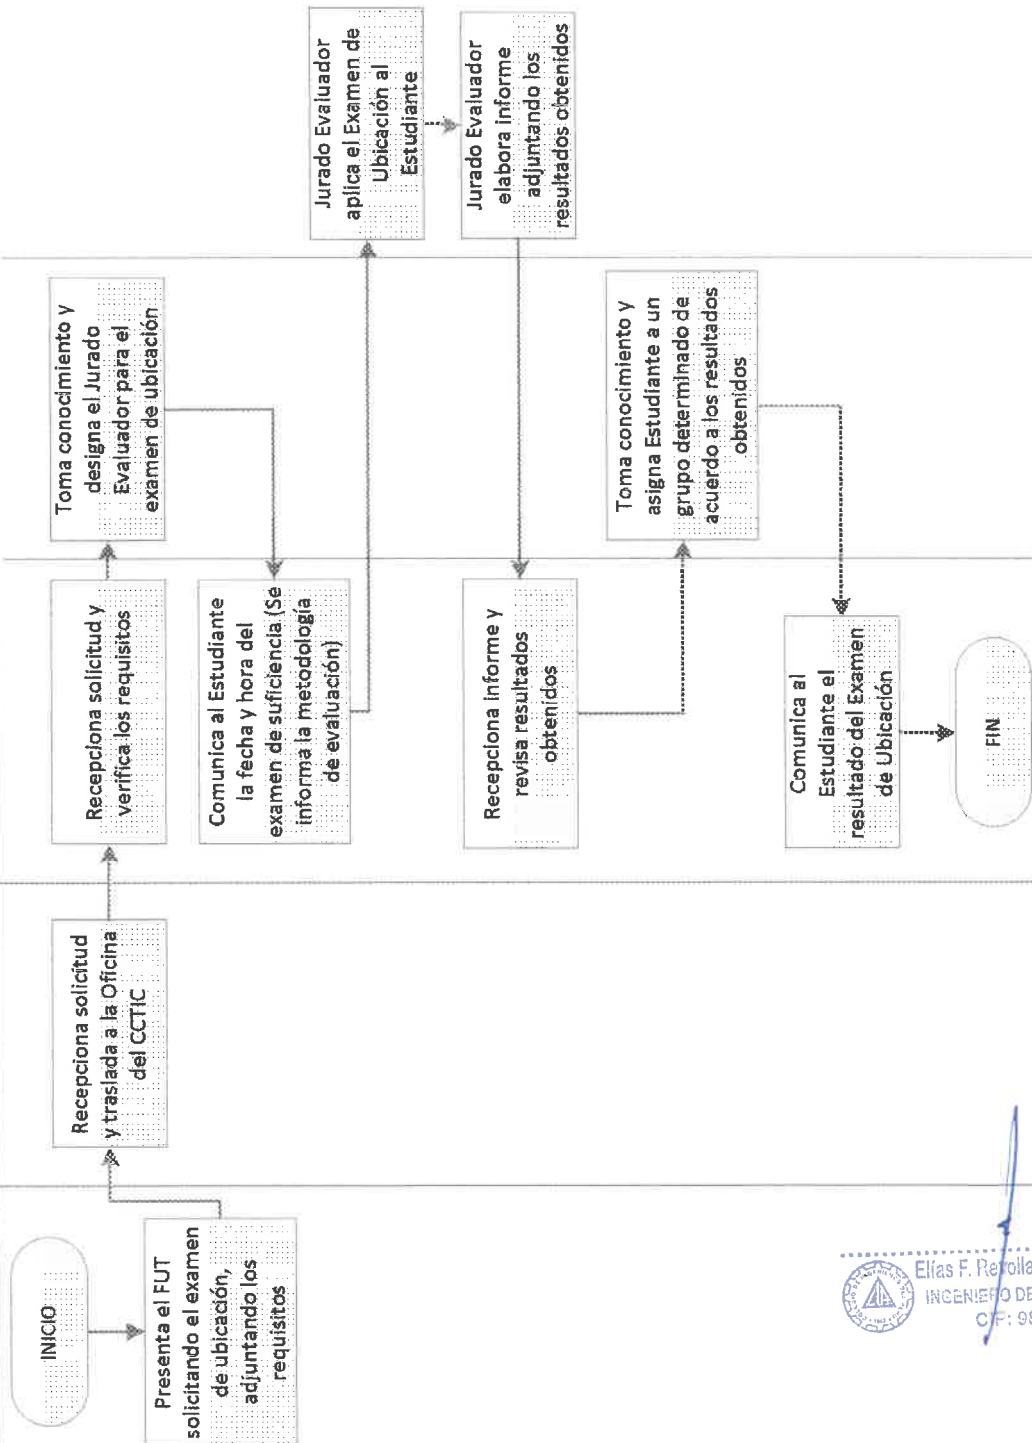 INICIO
Presenta el FUT
solicitando el examen
de ubicación,
adjuntando los
requisitos
Recepciona solicitud
y traslada a la Oficina
del CCTIC
Recepciona solicitud y
verifica los requisitos
Toma conocimiento y
designa el Jurado
Evaluador para el
examen de ubicación
Comunica al Estudiante
la fecha y hora del
examen de suficiencia (Se
informa la metodología
de evaluación)
Jurado Evaluador
aplica el Examen de
Ubicación al
Estudiante
Jurado Evaluador
elabora informe
adjuntando los
resultados obtenidos
Recepciona Informe y
revisa resultados
obtenidos
Toma conocimiento y
asigna Estudiante a un
grupo determinado de
acuerdo a los resultados
obtenidos
Comunica al
Estudiante el
resultado del Examen
de Ubicación
FIN
Elías F.
INGENIERO DE